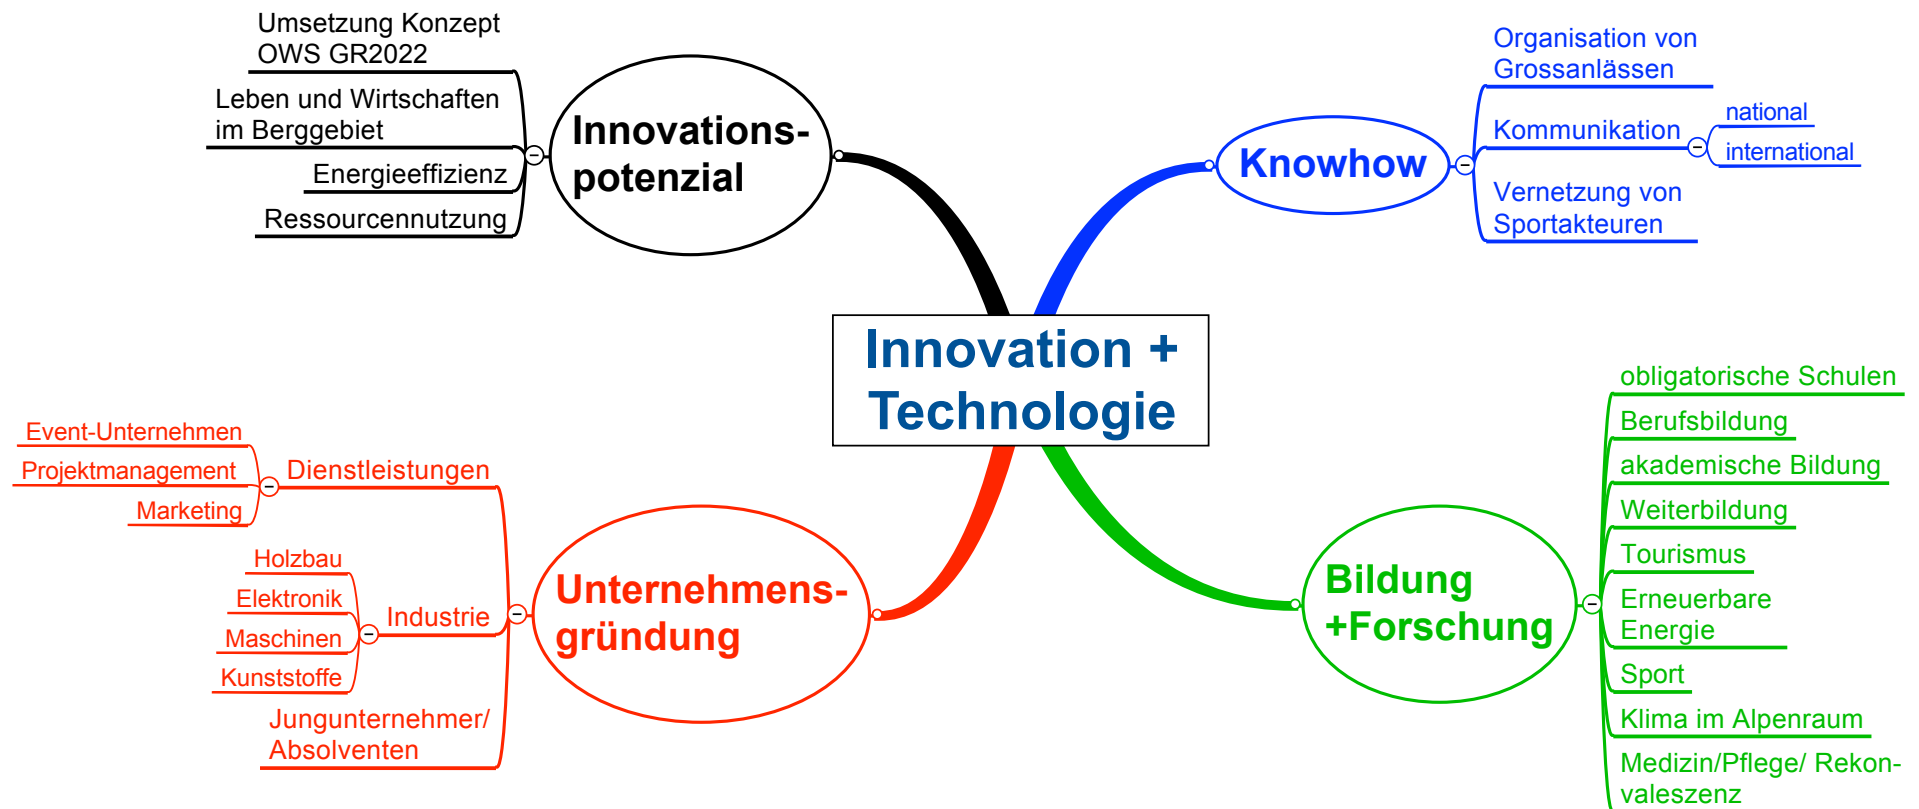 Umsetzung Konzept
OWS GR2022
Leben und Wirtschaften
im Berggebiet
Energieeffizienz
Ressourcennutzung
Innovations-
potenzial
Knowhow
Organisation von
Grossanlässen
Kommunikation
national
international
Vernetzung von
Sportakteuren
Innovation +
Technologie
Event-Unternehmen
Projektmanagement
Marketing
Dienstleistungen
Holzbau
Elektronik
Maschinen
Kunststoffe
Industrie
Jungunternehmer/
Absolventen
Unternehmens-
gründung
Bildung
+Forschung
obligatorische Schulen
Berufsbildung
akademische Bildung
Weiterbildung
Tourismus
Erneuerbare
Energie
Sport
Klima im Alpenraum
Medizin/Pflege/ Rekon-
valeszenz